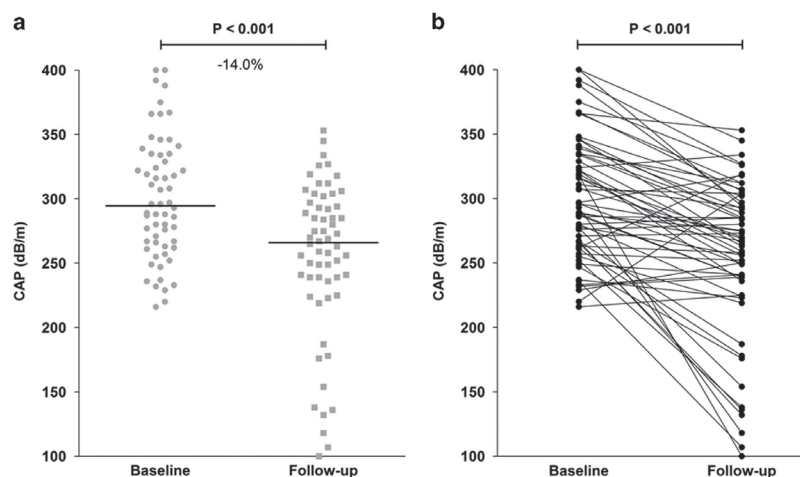 a
P < 0.001
-14.0%
CAP (dB/m)
400
350
300
250
200
150
100
Baseline
Follow-up
b
P < 0.001
CAP (dB/m)
400
350
300
250
200
150
100
Baseline
Follow-up